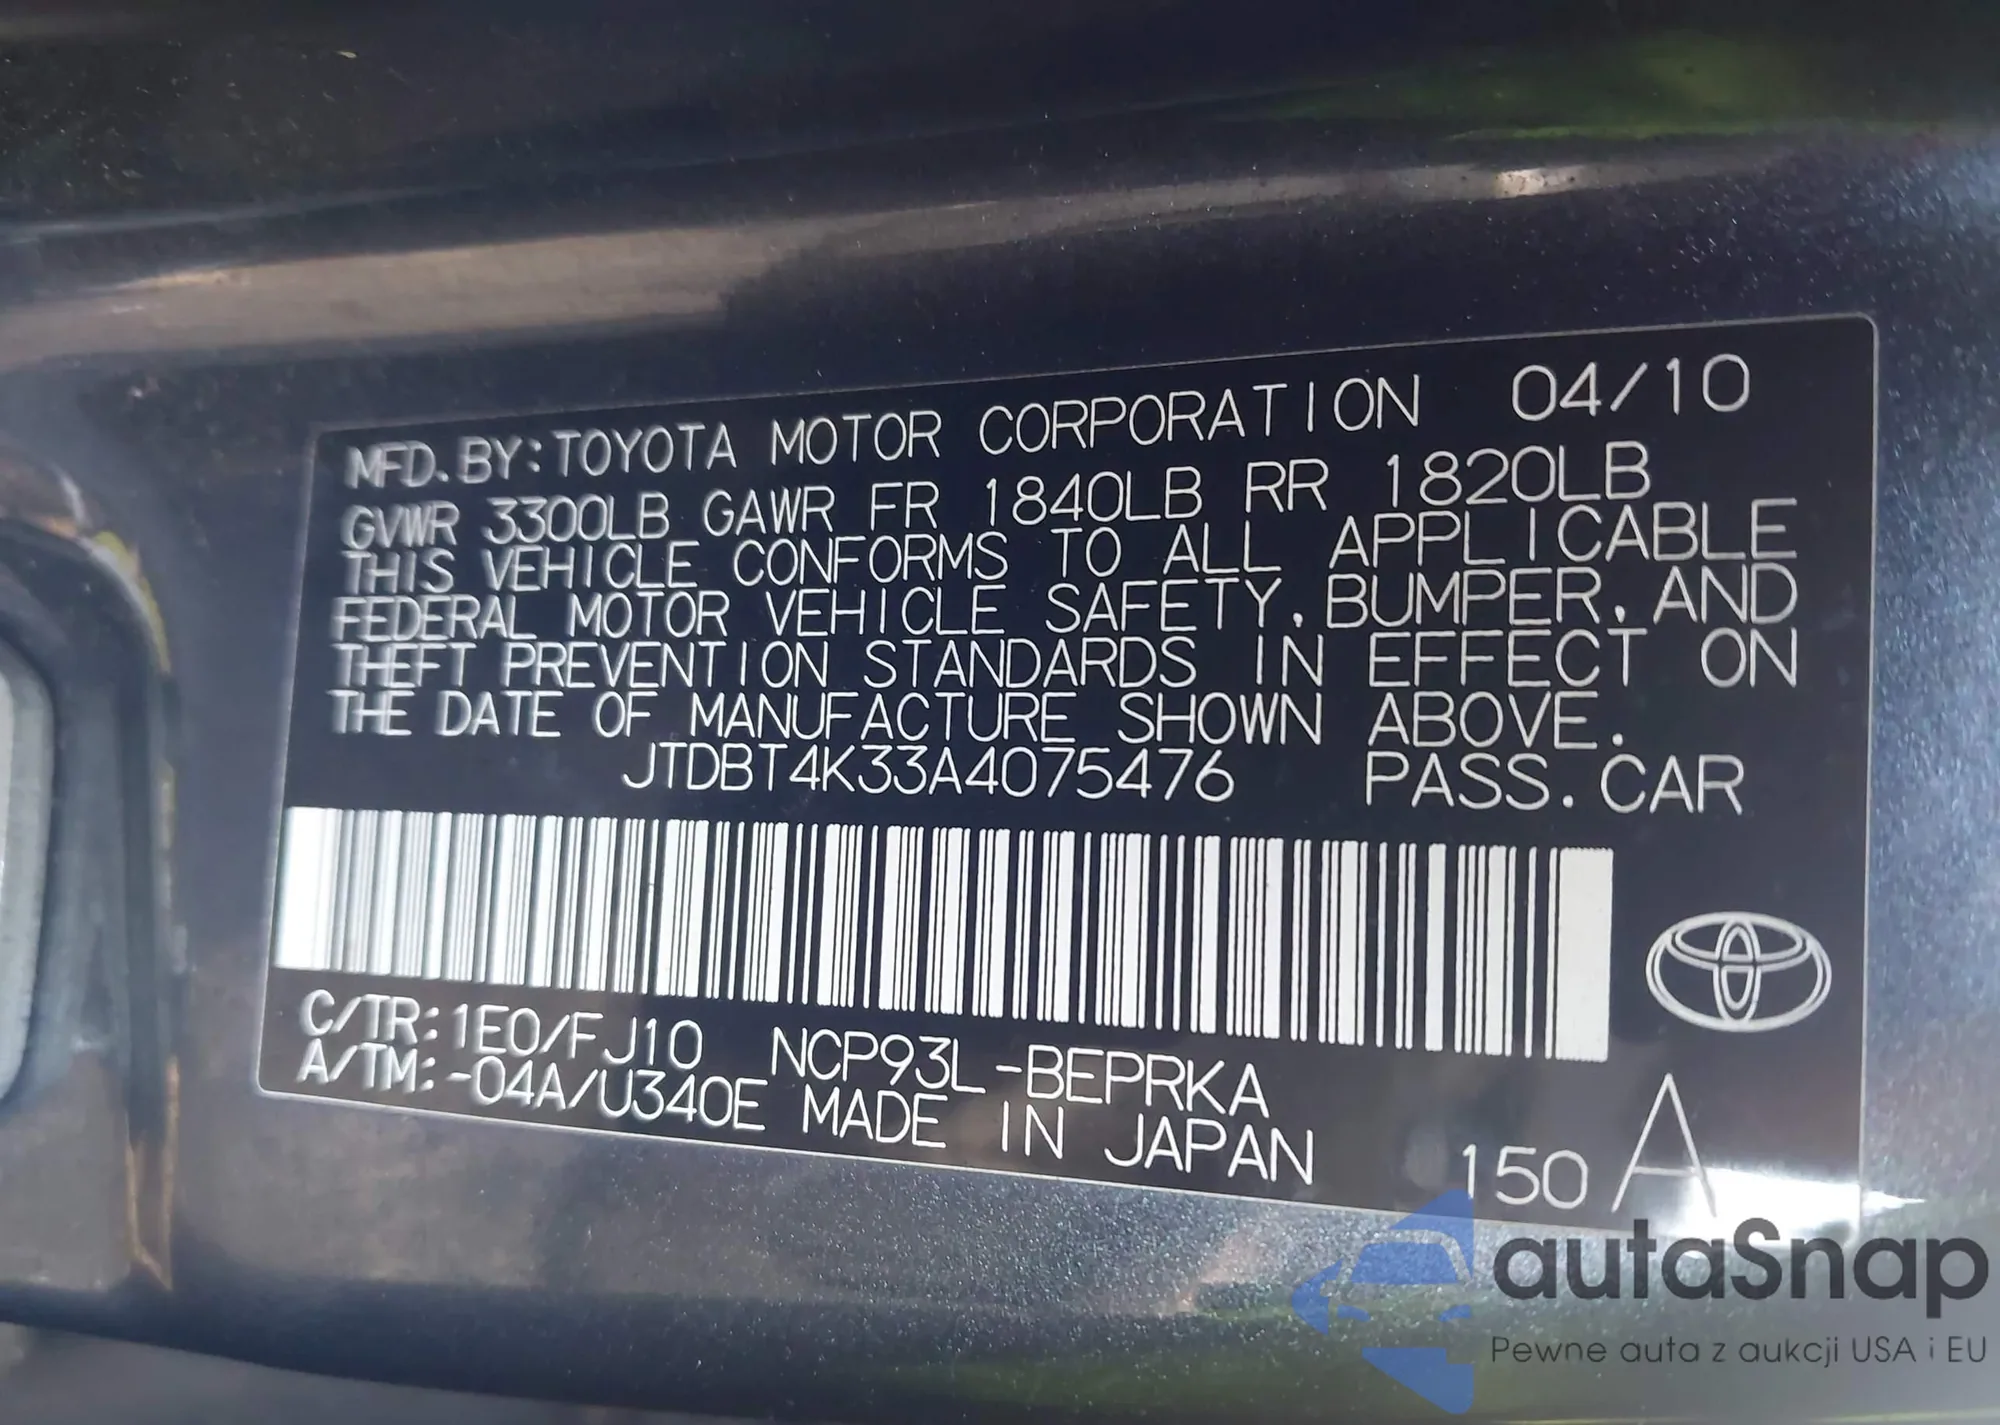 MFD.BY:TOYOTA MOTOR CORPORATION 04/10
GVWR 3300LB GAWR FR 1840LB RR 1820LB
THIS VEHICLE CONFORMS TO ALL APPLICABLE
FEDERAL MOTOR VEHICLE SAFETY, BUMPER, AND
THEFT PREVENTION STANDARDS IN EFFECT ON
THE DATE OF MANUFACTURE SHOWN ABOVE.
JTDBT4K33A4075476 PASS.CAR
C/TR:1E0/FJ10 NCP93L-BEPRKA
A/TM:-04A/U340E MADE IN JAPAN
150 A
autaSnap
Pewne auta z aukcji USA i EU